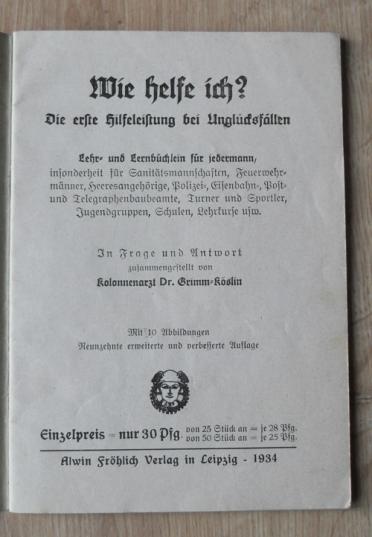 Wie helfe ich?
Die erste Hilfeleistung bei Unglücksfällen
Lehr- und Lernbüchlein für jedermann,
insonderheit für Sanitätsmannschaften, Feuerwehr-
männer, Heeresangehörige, Polizei-, Eisenbahn-, Post-
und Telegraphenbaubeamte, Turner und Sportler,
Jugendgruppen, Schulen, Lehrkurse usw.
In Frage und Antwort
zusammengestellt von
Kolonnenarzt Dr. Grimm-Köslin
Mit 10 Abbildungen
Neunzehnte erweiterte und verbesserte Auflage
Einzelpreis = nur 30 Pfg. von 25 Stück an = je 28 Pfg.
von 50 Stück an = je 25 Pfg.
Alwin Fröhlich Verlag in Leipzig - 1934